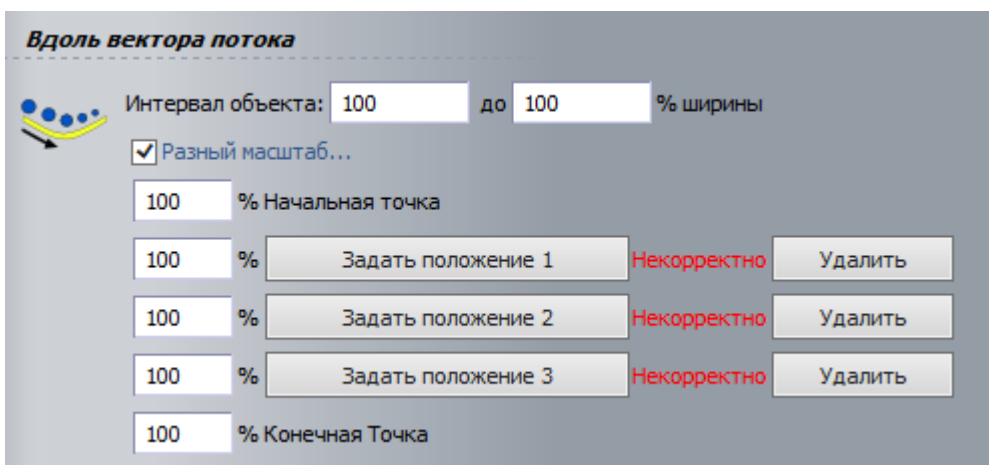 Вдоль вектора потока
Интервал объекта: 100 до 100 % ширины
Разный масштаб...
100 % Начальная точка
100 % Задать положение 1 Некорректно Удалить
100 % Задать положение 2 Некорректно Удалить
100 % Задать положение 3 Некорректно Удалить
100 % Конечная Точка